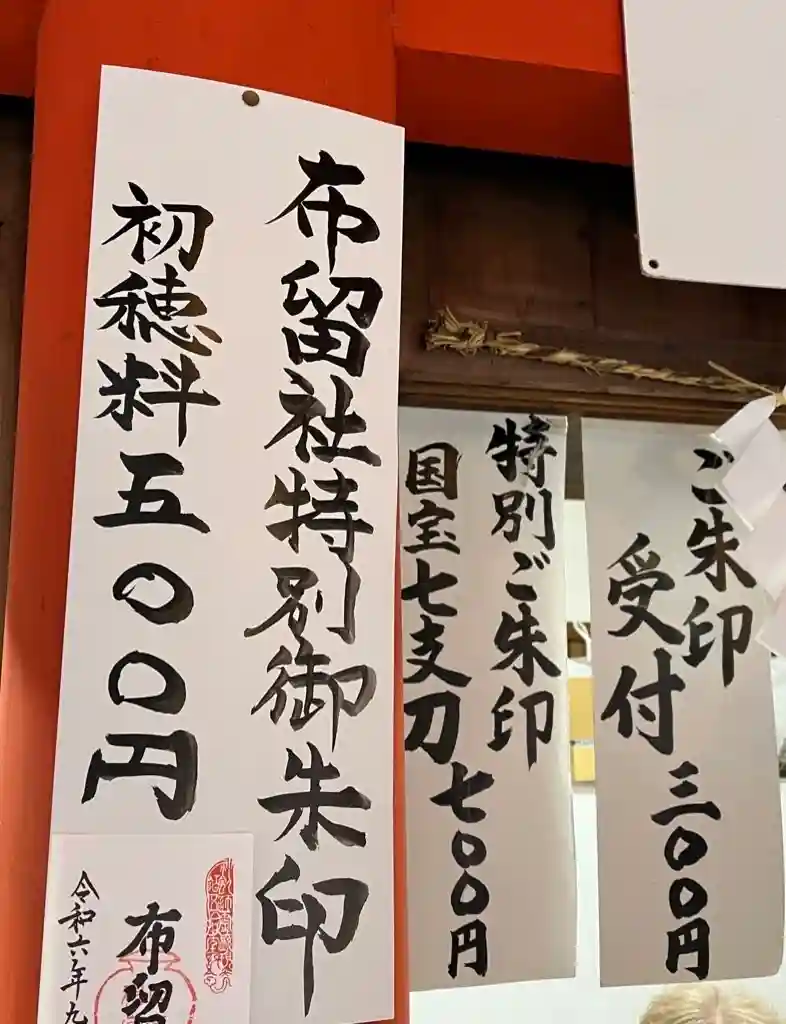 ご朱印
受付
三〇〇円
特別ご朱印
国宝七支刀
七〇〇円
布留社特別御朱印
初穂料五〇〇円
布留
令和六年九